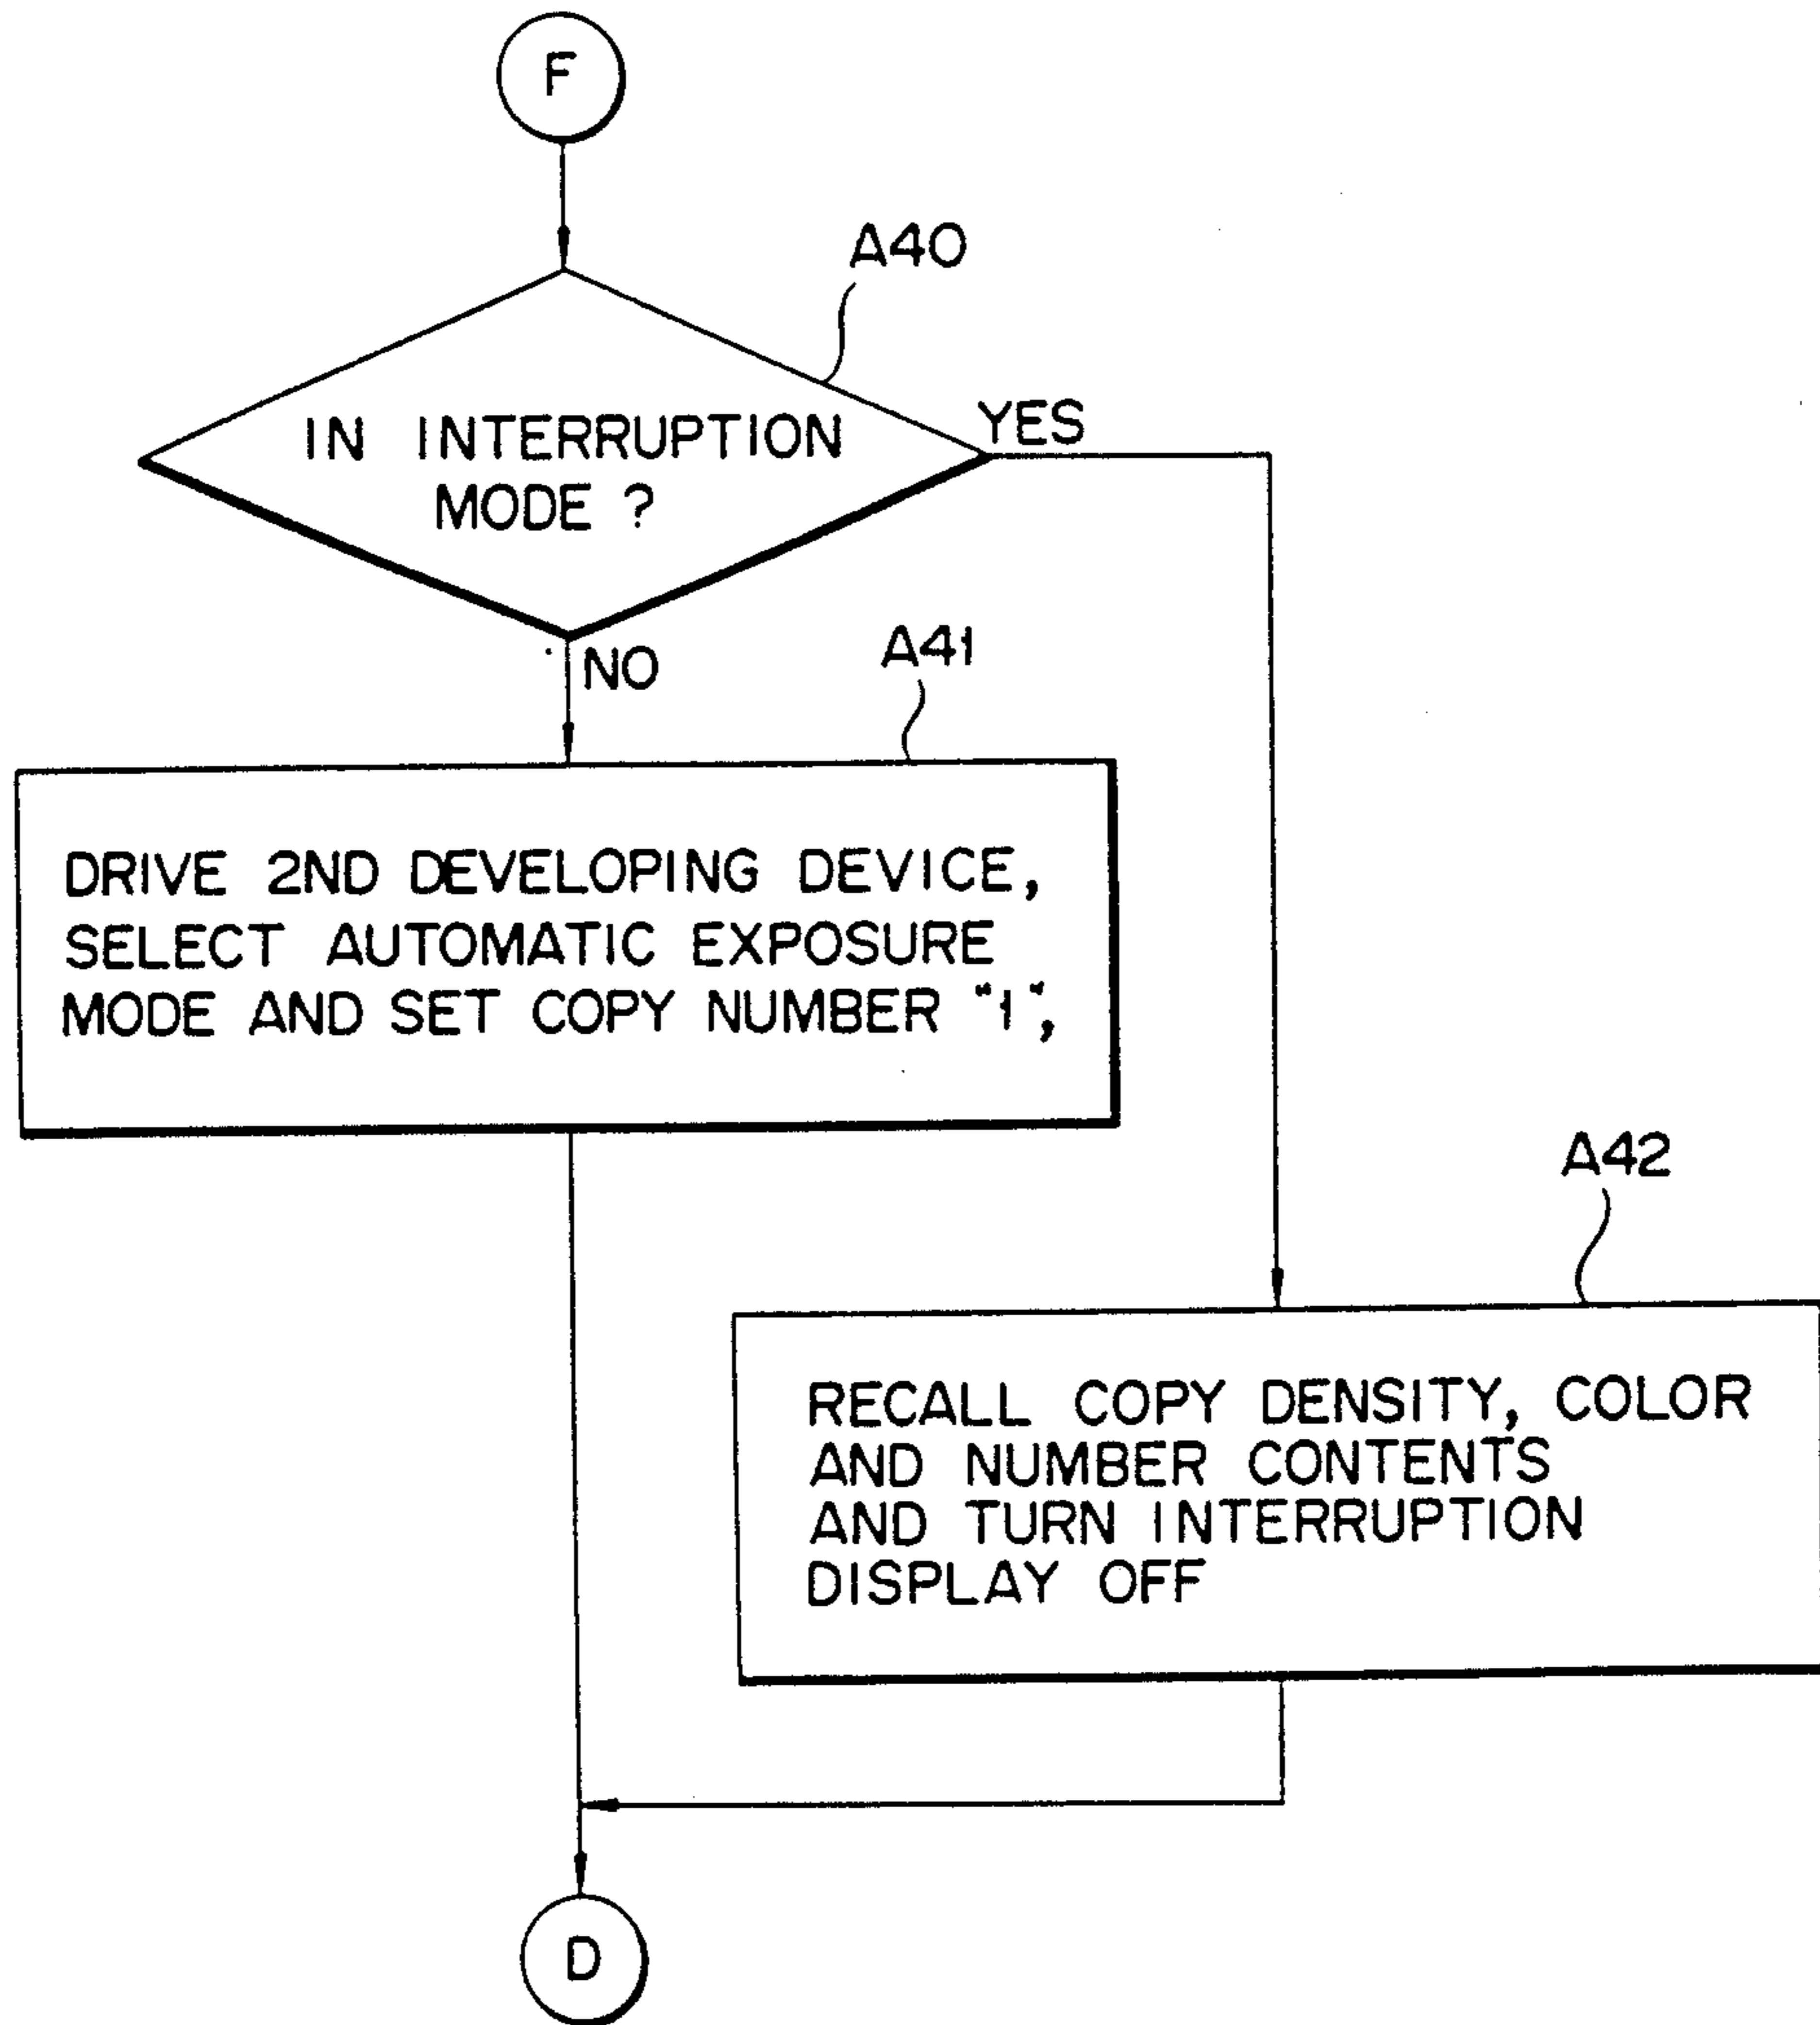 F
A40
IN INTERRUPTION
MODE ?
YES
NO
A41
DRIVE 2ND DEVELOPING DEVICE,
SELECT AUTOMATIC EXPOSURE
MODE AND SET COPY NUMBER "1",
A42
RECALL COPY DENSITY, COLOR
AND NUMBER CONTENTS
AND TURN INTERRUPTION
DISPLAY OFF
D